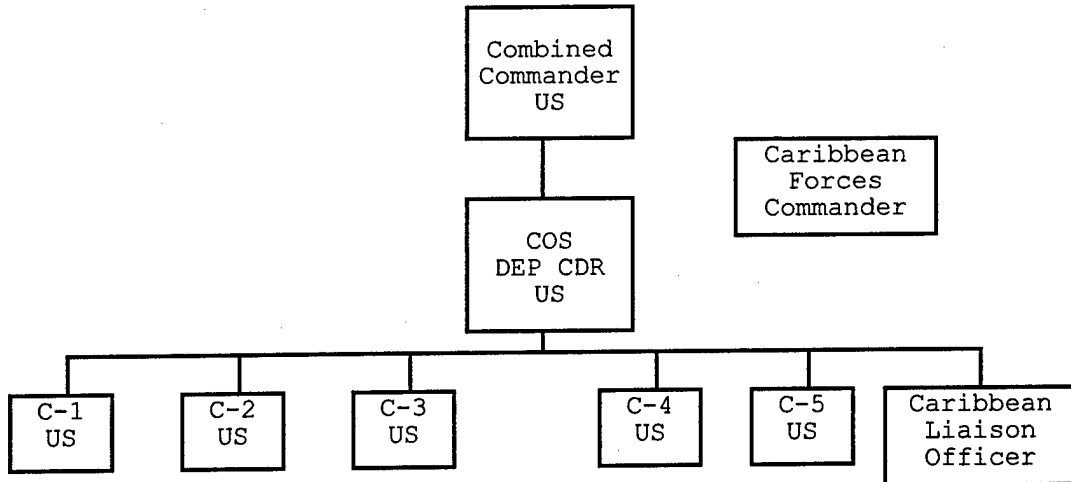 Combined
Commander
US
Caribbean
Forces
Commander
COS
DEP CDR
US
C-1
US
C-2
US
C-3
US
C-4
US
C-5
US
Caribbean
Liaison
Officer